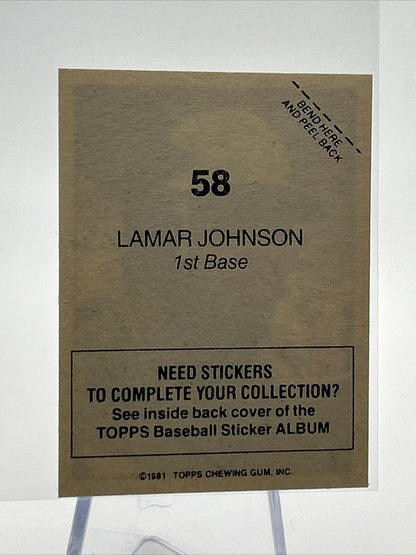 BEND HERE
AND PEEL BACK
58
LAMAR JOHNSON
1st Base
NEED STICKERS
TO COMPLETE YOUR COLLECTION?
See inside back cover of the
TOPPS Baseball Sticker ALBUM
©1981 TOPPS CHEWING GUM, INC.